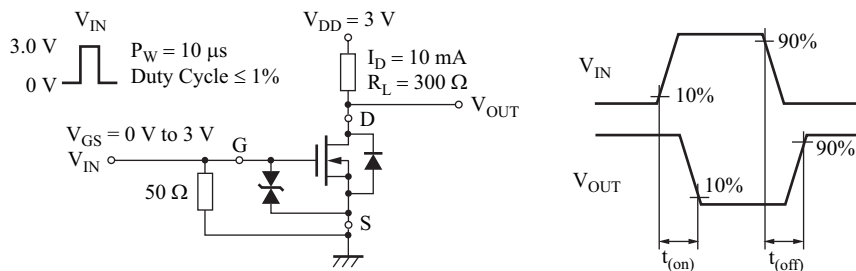 V_IN
3.0 V
0 V
P_W = 10 μs
Duty Cycle ≤ 1%
V_DD = 3 V
I_D = 10 mA
R_L = 300 Ω
V_OUT
D
V_GS = 0 V to 3 V
V_IN
G
50 Ω
S
V_IN
90%
10%
V_OUT
90%
10%
t_(on)
t_(off)